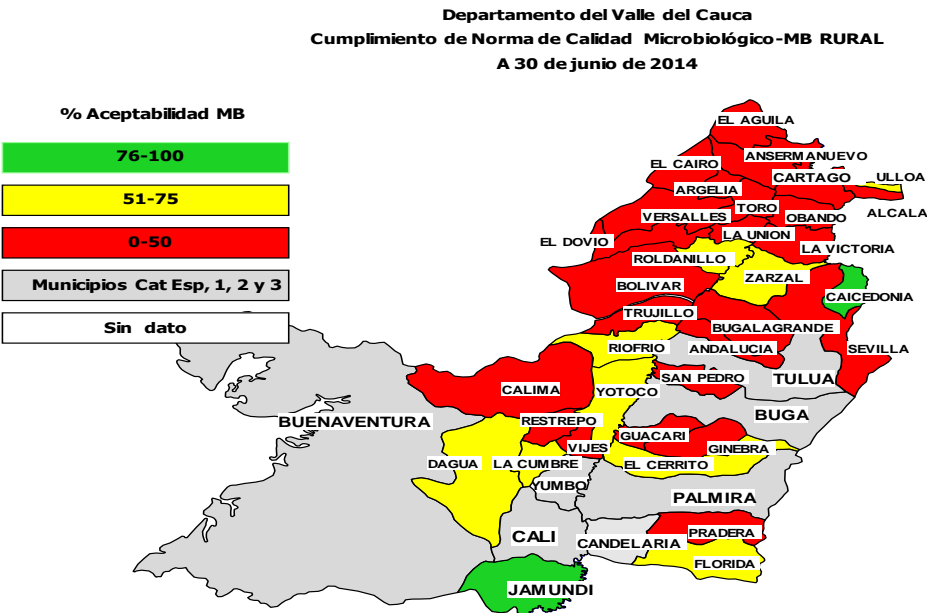 Departamento del Valle del Cauca
Cumplimiento de Norma de Calidad Microbiológico-MB RURAL
A 30 de junio de 2014
% Aceptabilidad MB
76-100
51-75
0-50
Municipios Cat Esp, 1, 2 y 3
Sin dato
EL AGUILA
ANSERMANUEVO
EL CAIRO
CARTAGO
ULLOA
ARGELIA
TORO
ALCALA
VERSALLES
OBANDO
LA UNION
EL DOVIO
LA VICTORIA
ROLDANILLO
ZARZAL
BOLIVAR
CAICEDONIA
TRUJILLO
BUGALAGRANDE
RIOFRIO
ANDALUCIA
SEVILLA
SAN PEDRO
TULUA
CALIMA
YOTOCO
BUGA
BUENAVENTURA
RESTREPO
GUACARI
VIJES
GINEBRA
DAGUA
LA CUMBRE
EL CERRITO
YUMBO
PALMIRA
CALI
CANDELARIA
PRADERA
FLORIDA
JAMUNDI